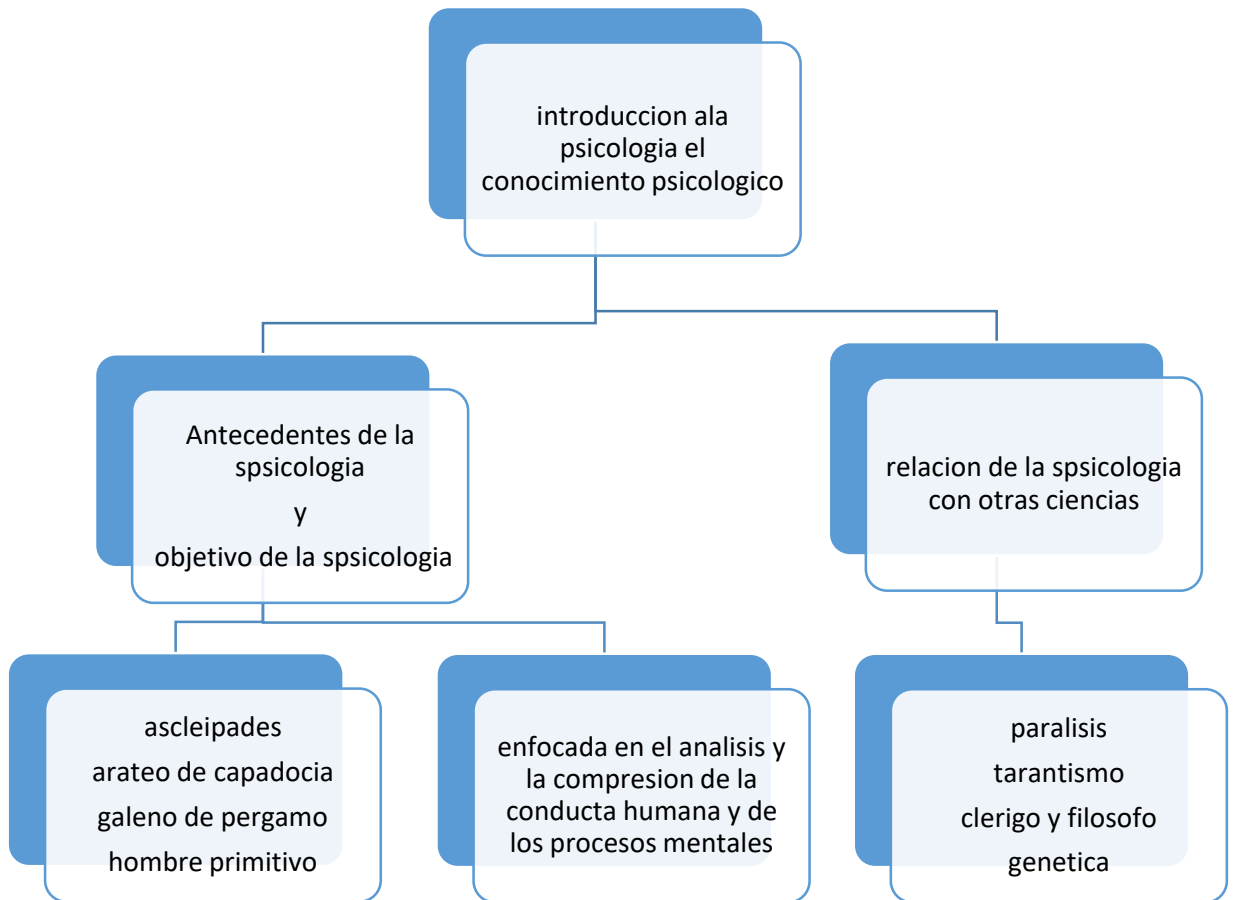 introduccion ala
psicologia el
conocimiento psicologico
Antecedentes de la
spsicologia
y
objetivo de la spsicologia
relacion de la spsicologia
con otras ciencias
ascleipades
arateo de capadocia
galeno de pergamo
hombre primitivo
enfocada en el analisis y
la compresion de la
conducta humana y de
los procesos mentales
paralisis
tarantismo
clerigo y filosofo
genetica